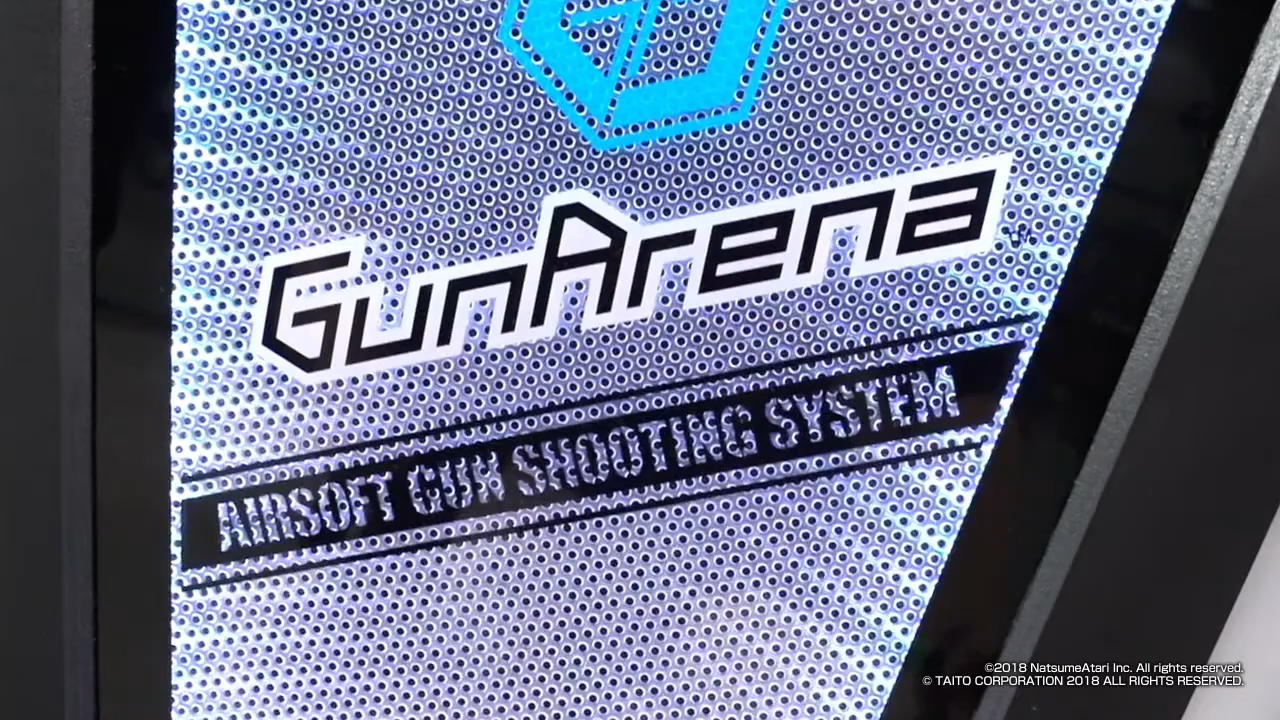 GunArena
AIRSOFT GUN SHOOTING SYSTEM
©2018 NatsumeAtari Inc. All rights reserved.
© TAITO CORPORATION 2018 ALL RIGHTS RESERVED.